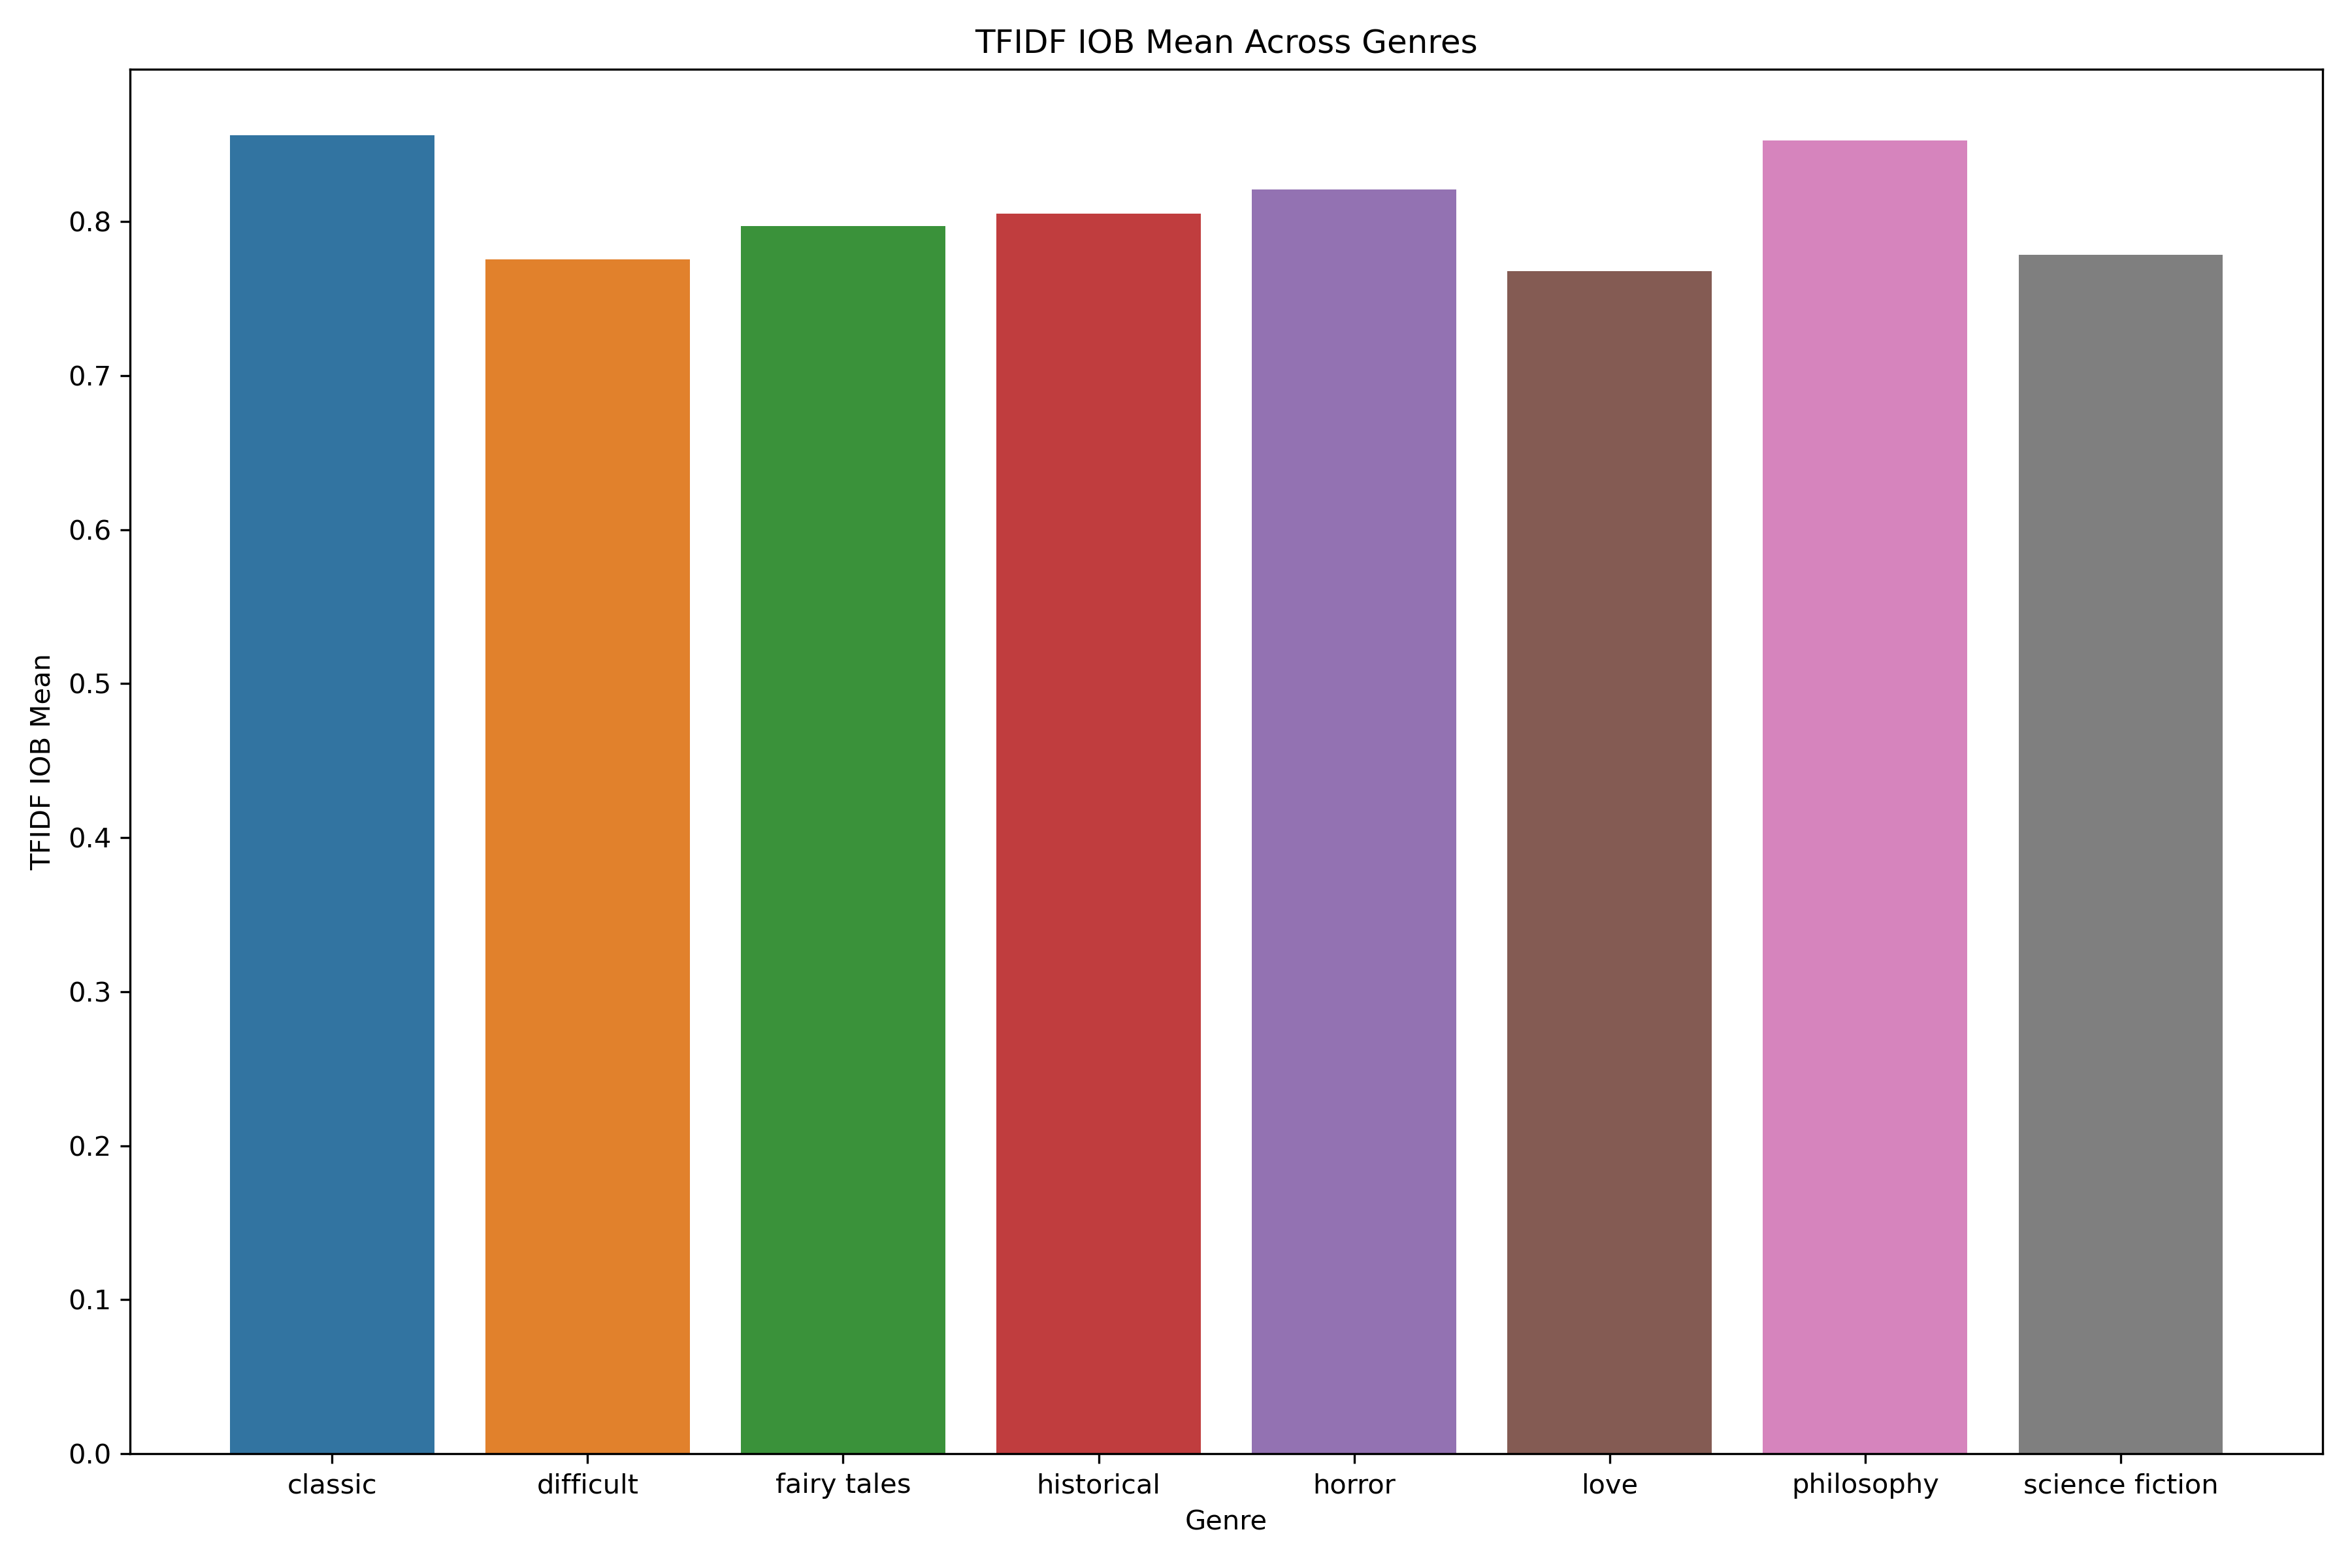 TFIDF IOB Mean Across Genres
TFIDF IOB Mean
0.8
0.7
0.6
0.5
0.4
0.3
0.2
0.1
0.0
classic difficult fairy tales historical horror love philosophy science fiction
Genre